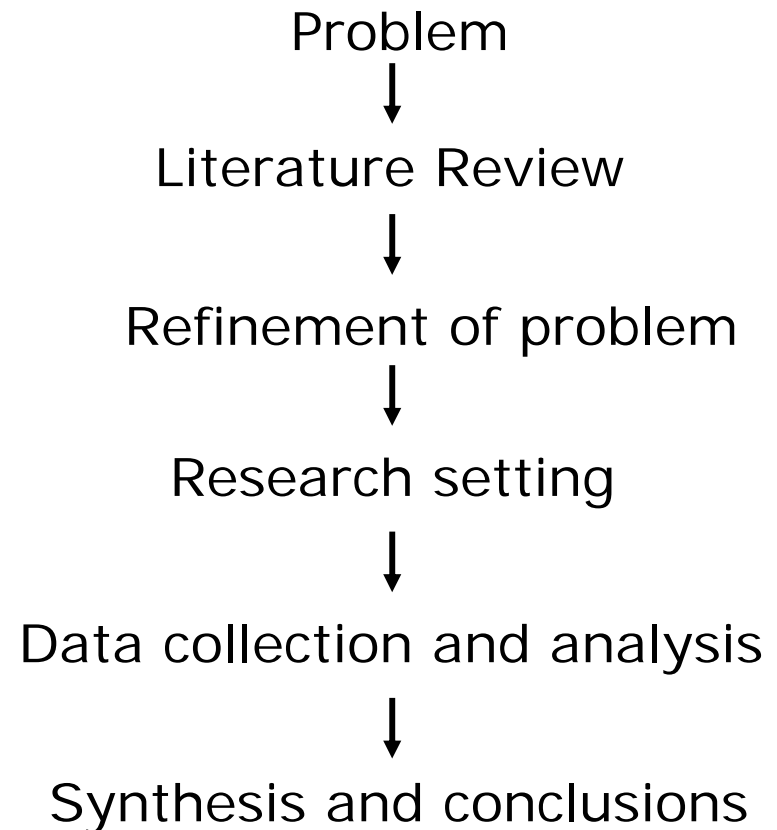 Problem
Literature Review
Refinement of problem
Research setting
Data collection and analysis
Synthesis and conclusions